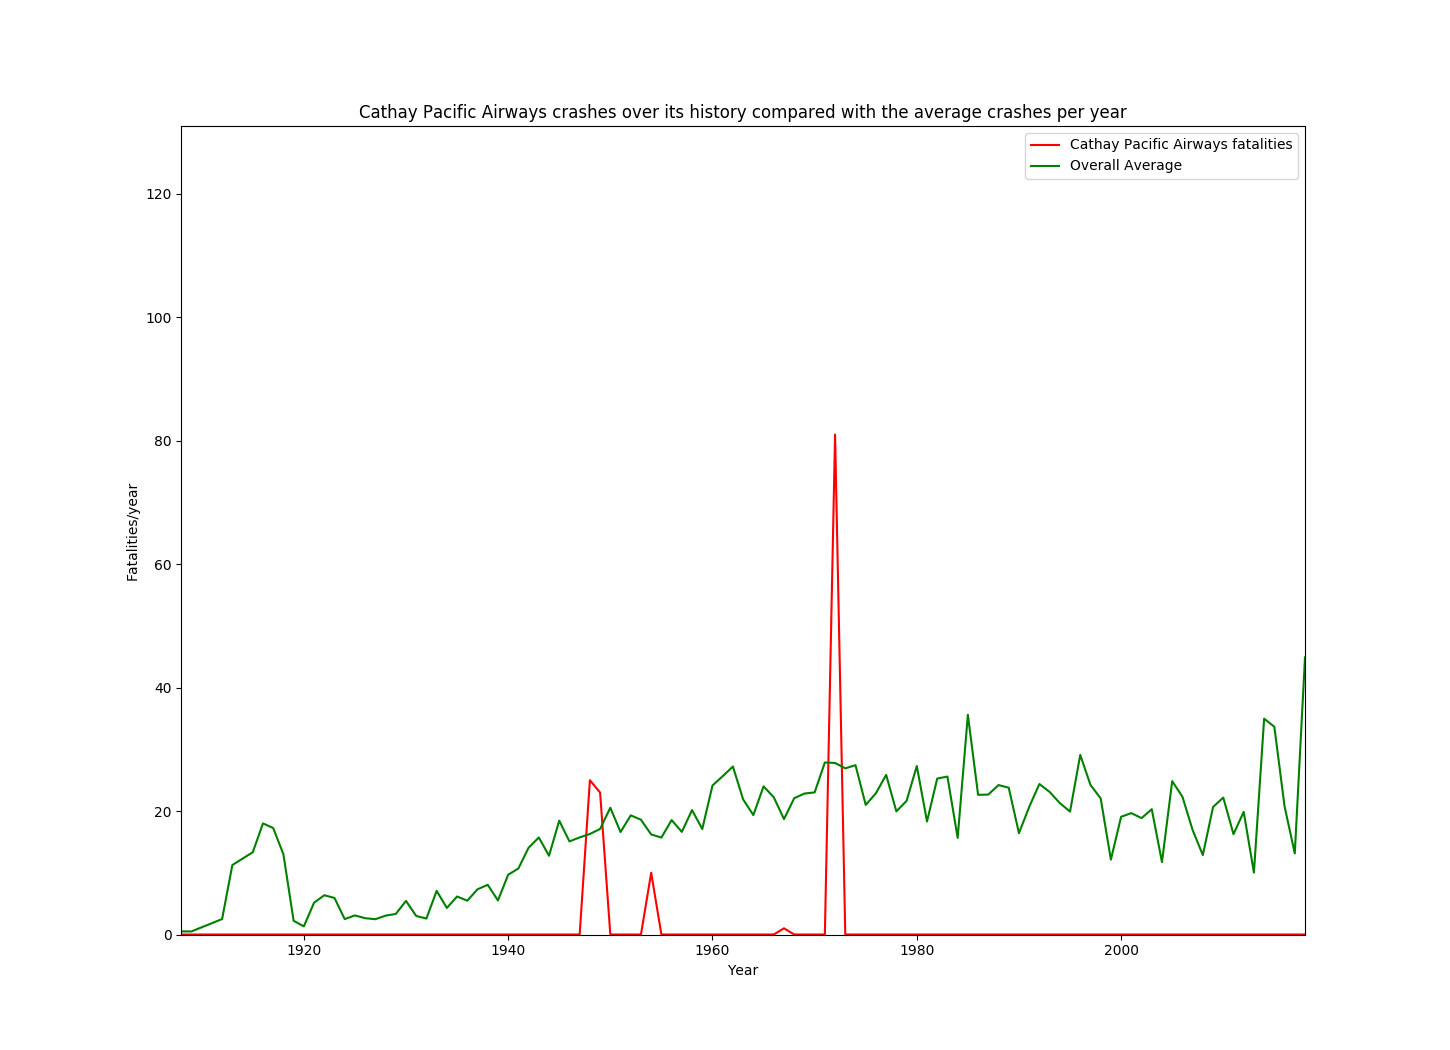 Cathay Pacific Airways crashes over its history compared with the average crashes per year
Cathay Pacific Airways fatalities
Overall Average
120
100
80
60
40
20
0
Fatalities/year
1920 1940 1960 1980 2000
Year